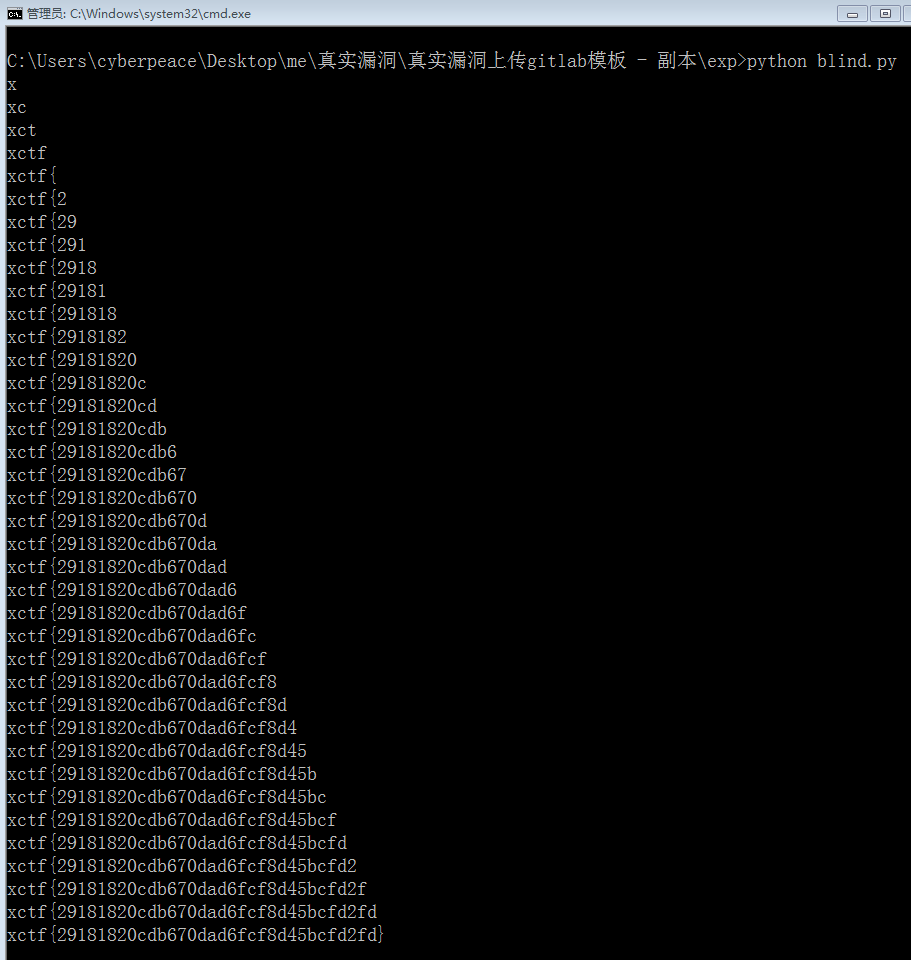 管理员: C:\Windows\system32\cmd.exe
C:\Users\cyberpeace\Desktop\me\真实漏洞\真实漏洞上传gitlab模板 - 副本\exp>python blind.py
x
xc
xct
xctf
xctf{
xctf{2
xctf{29
xctf{291
xctf{2918
xctf{29181
xctf{291818
xctf{2918182
xctf{29181820
xctf{29181820c
xctf{29181820cd
xctf{29181820cdb
xctf{29181820cdb6
xctf{29181820cdb67
xctf{29181820cdb670
xctf{29181820cdb670d
xctf{29181820cdb670da
xctf{29181820cdb670dad
xctf{29181820cdb670dad6
xctf{29181820cdb670dad6f
xctf{29181820cdb670dad6fc
xctf{29181820cdb670dad6fcf
xctf{29181820cdb670dad6fcf8
xctf{29181820cdb670dad6fcf8d
xctf{29181820cdb670dad6fcf8d4
xctf{29181820cdb670dad6fcf8d45
xctf{29181820cdb670dad6fcf8d45b
xctf{29181820cdb670dad6fcf8d45bc
xctf{29181820cdb670dad6fcf8d45bcf
xctf{29181820cdb670dad6fcf8d45bcfd
xctf{29181820cdb670dad6fcf8d45bcfd2
xctf{29181820cdb670dad6fcf8d45bcfd2f
xctf{29181820cdb670dad6fcf8d45bcfd2fd
xctf{29181820cdb670dad6fcf8d45bcfd2fd}